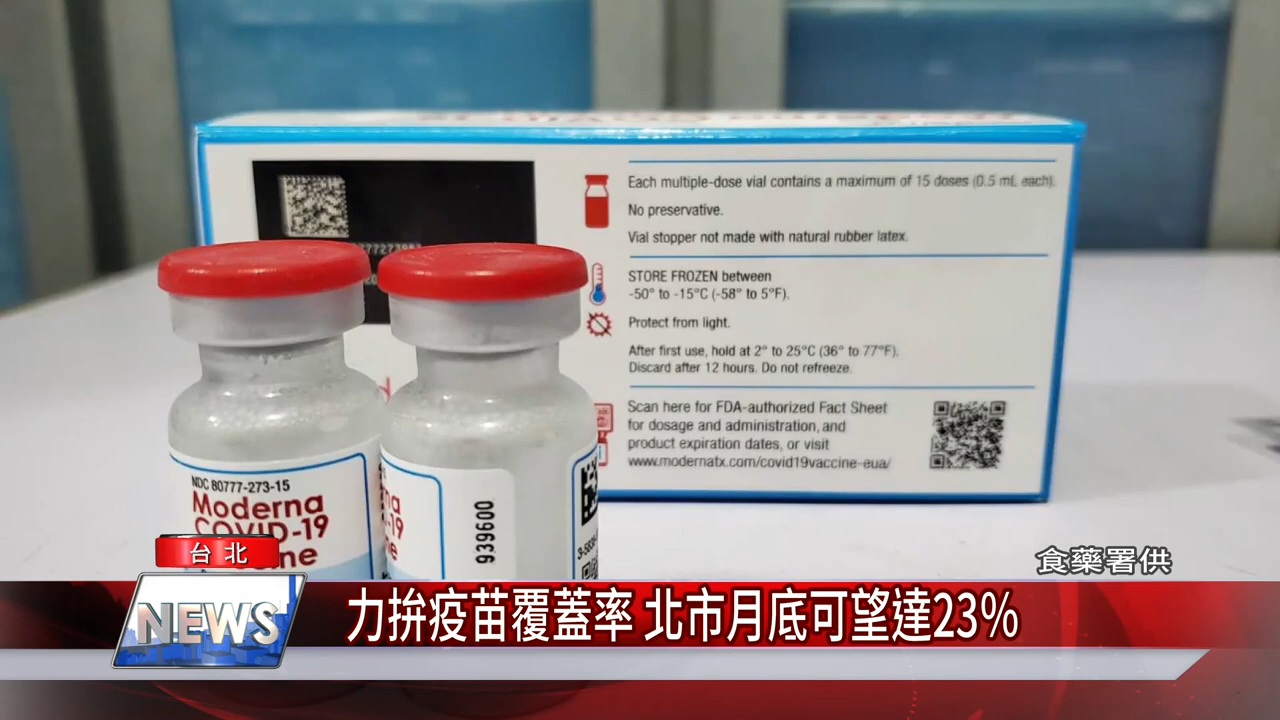 Each multiple-dose vial contains a maximum of 15 doses (0.5 mL each).
No preservative.
Vial stopper not made with natural rubber latex.
STORE FROZEN between
-50° to -15°C (-58° to 5°F).
Protect from light.
After first use, hold at 2° to 25°C (36° to 77°F).
Discard after 12 hours. Do not refreeze.
Scan here for FDA-authorized Fact Sheet
for dosage and administration, and
product expiration dates, or visit
www.modernatx.com/covid19vaccine-eua/
NDC 80777-273-15
Moderna
COVID-19
939600
台北
食藥署供
NEWS
力拚疫苗覆蓋率 北市月底可望達23%